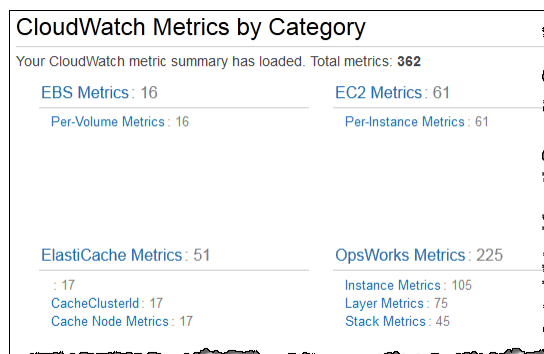 CloudWatch Metrics by Category
Your CloudWatch metric summary has loaded. Total metrics: 362
EBS Metrics: 16
Per-Volume Metrics: 16
EC2 Metrics: 61
Per-Instance Metrics: 61
ElastiCache Metrics: 51
: 17
CacheClusterId: 17
Cache Node Metrics: 17
OpsWorks Metrics: 225
Instance Metrics: 105
Layer Metrics: 75
Stack Metrics: 45